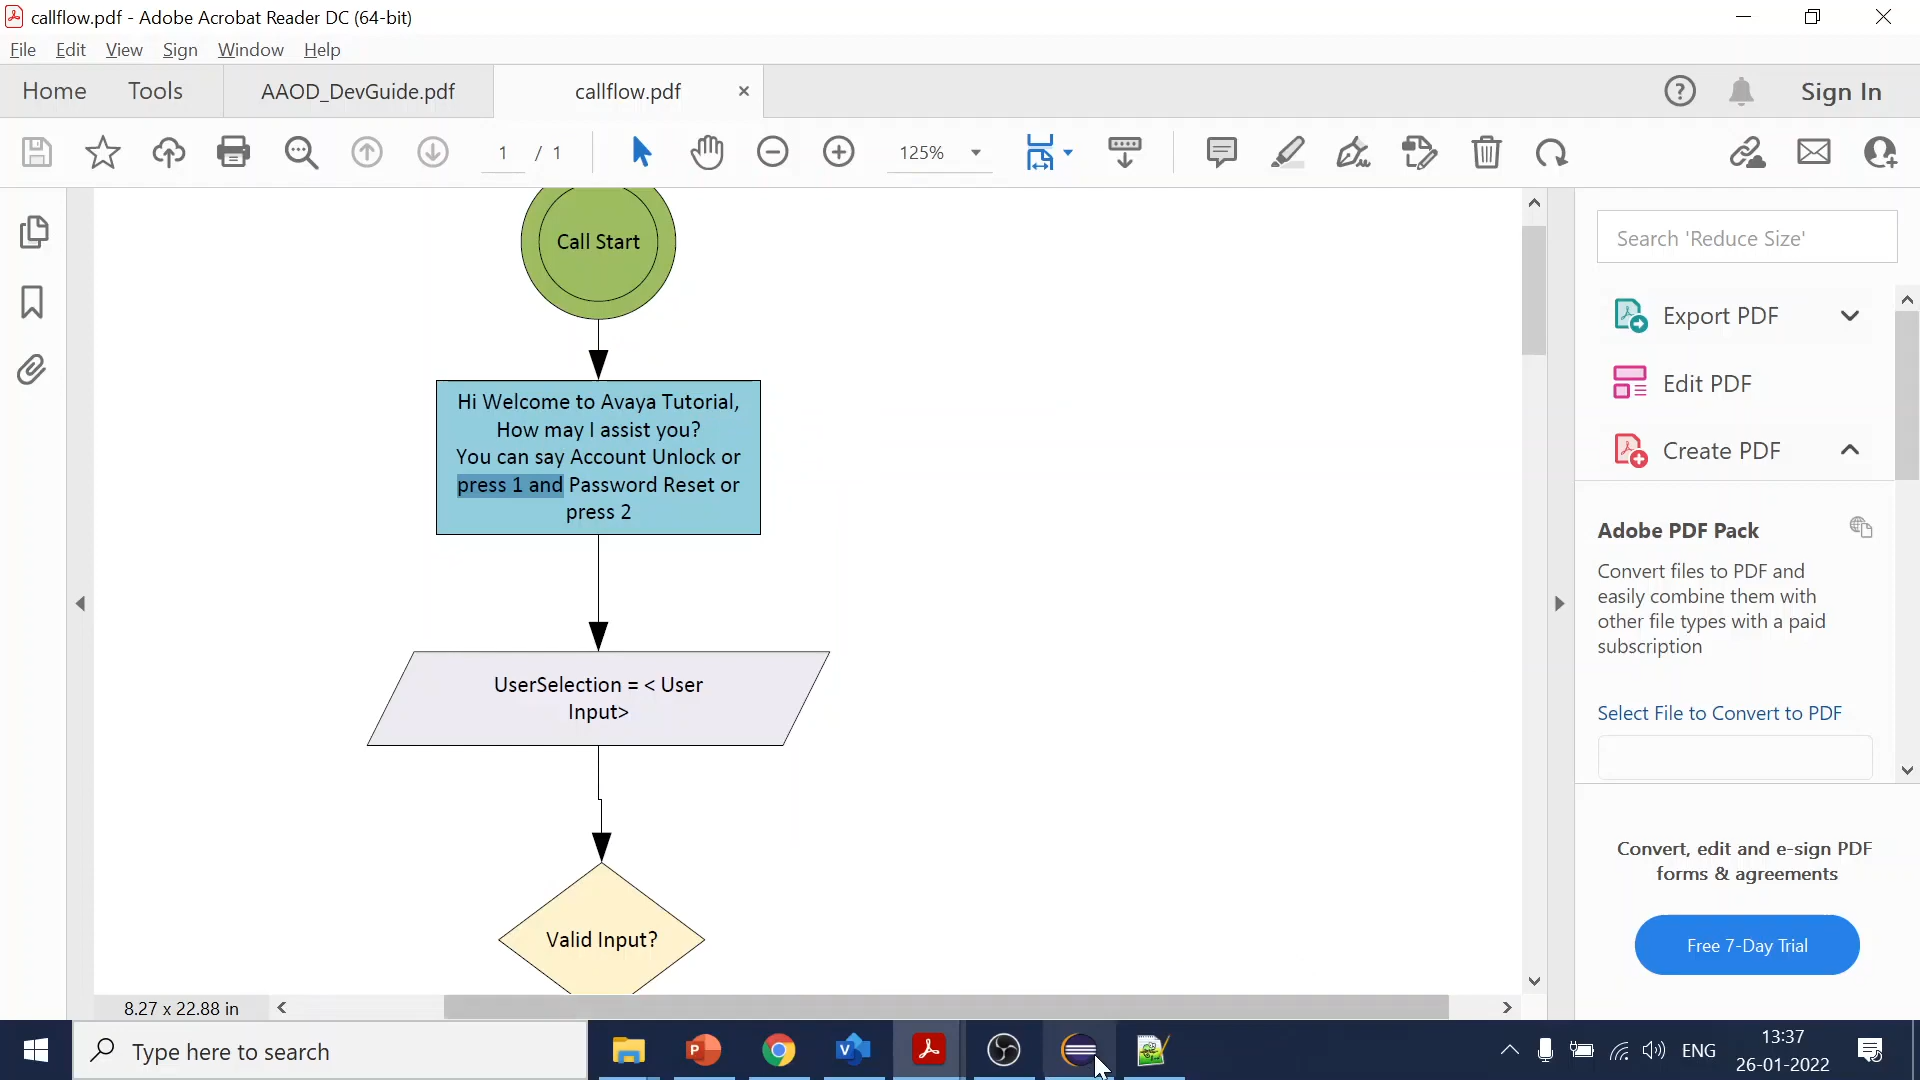 callflow.pdf - Adobe Acrobat Reader DC (64-bit)
File Edit View Sign Window Help
Home Tools AAOD_DevGuide.pdf callflow.pdf × Sign In
1 / 1 125%
Call Start
Hi Welcome to Avaya Tutorial,
How may I assist you?
You can say Account Unlock or
press 1 and Password Reset or
press 2
UserSelection = < User
Input>
Valid Input?
8.27 x 22.88 in
Search 'Reduce Size'
Export PDF
Edit PDF
Create PDF
Adobe PDF Pack
Convert files to PDF and
easily combine them with
other file types with a paid
subscription
Select File to Convert to PDF
Convert, edit and e-sign PDF
forms & agreements
Free 7-Day Trial
Type here to search
ENG
13:37
26-01-2022